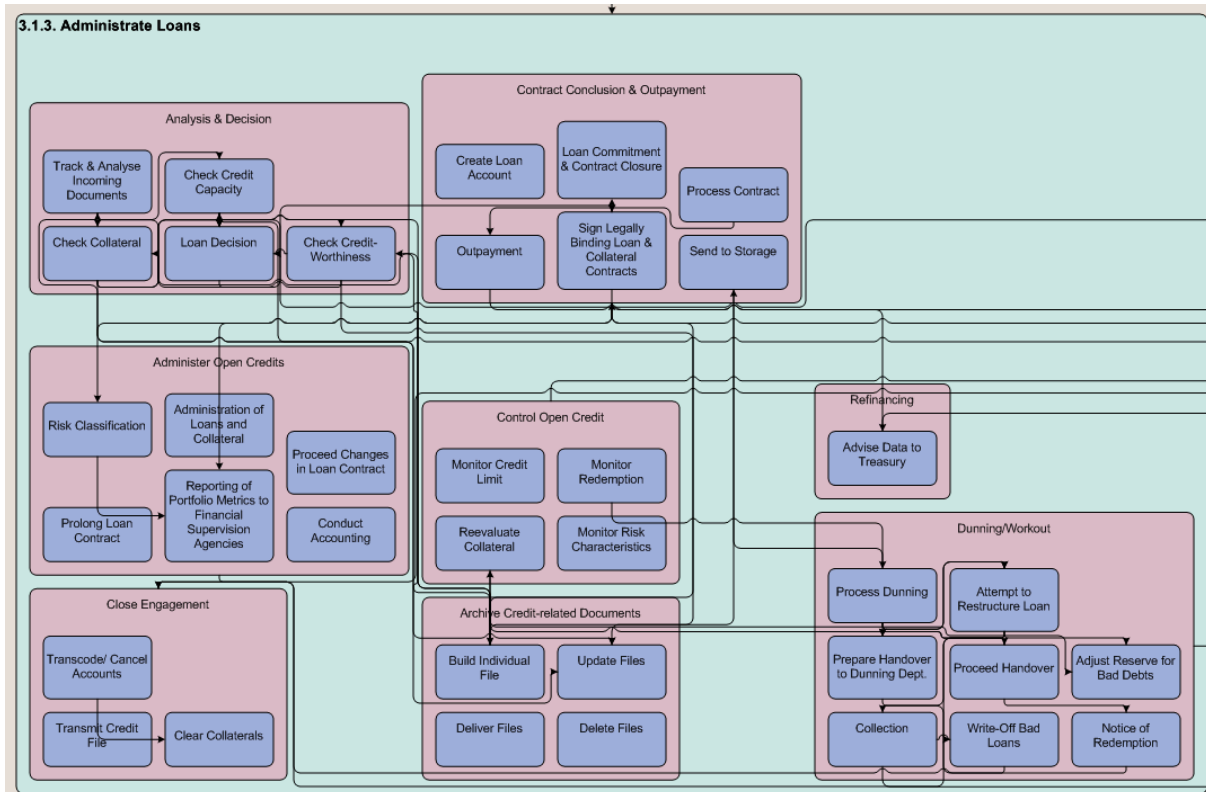 3.1.3. Administrate Loans
Contract Conclusion & Outpayment
Analysis & Decision
Track & Analyse
Incoming
Documents
Check Credit
Capacity
Check Collateral
Loan Decision
Check Credit-
Worthiness
Create Loan
Account
Loan Commitment
& Contract Closure
Process Contract
Outpayment
Sign Legally
Binding Loan &
Collateral
Contracts
Send to Storage
Administer Open Credits
Risk Classification
Administration of
Loans and
Collateral
Proceed Changes
in Loan Contract
Prolong Loan
Contract
Reporting of
Portfolio Metrics to
Financial
Supervision
Agencies
Conduct
Accounting
Control Open Credit
Monitor Credit
Limit
Monitor
Redemption
Reevaluate
Collateral
Monitor Risk
Characteristics
Refinancing
Advise Data to
Treasury
Dunning/Workout
Process Dunning
Attempt to
Restructure Loan
Prepare Handover
to Dunning Dept.
Proceed Handover
Adjust Reserve for
Bad Debts
Collection
Write-Off Bad
Loans
Notice of
Redemption
Close Engagement
Transcode/ Cancel
Accounts
Transmit Credit
File
Clear Collaterals
Archive Credit-related Documents
Build Individual
File
Update Files
Deliver Files
Delete Files